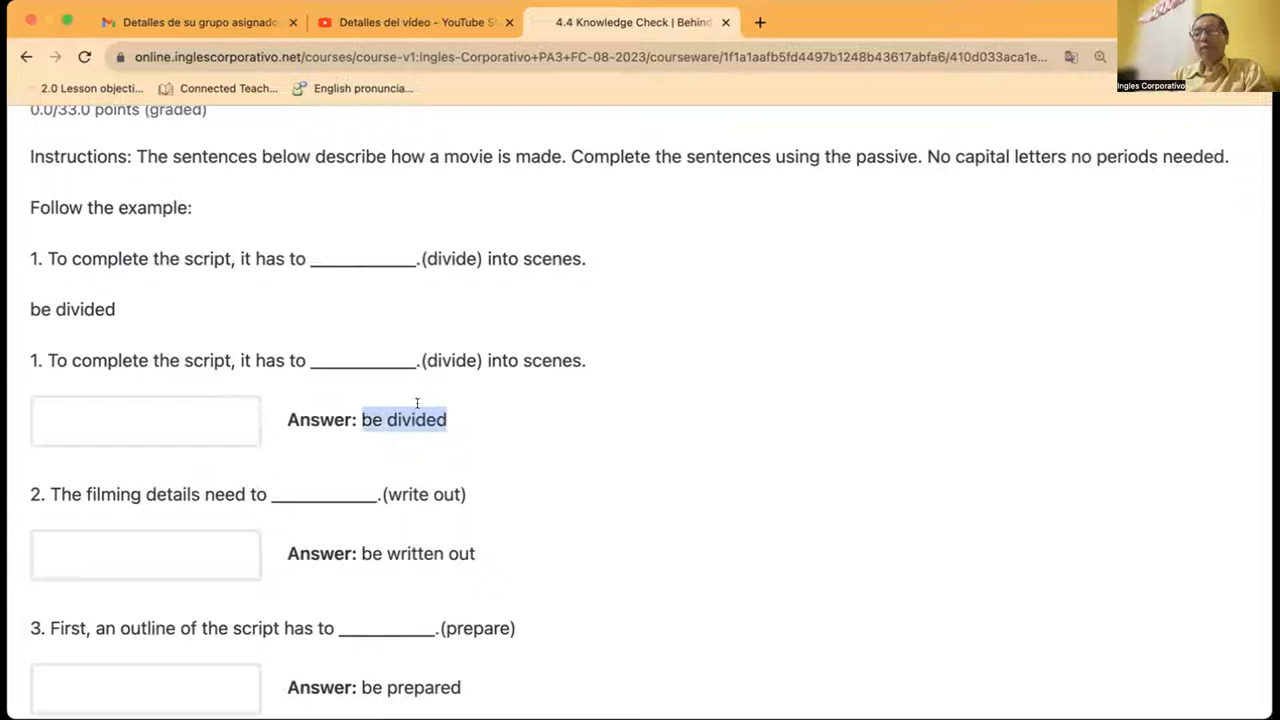 Detalles de su grupo asignado
Detalles del vídeo - YouTube S
4.4 Knowledge Check | Behind
online.inglescorporativo.net/courses/course-v1:Ingles-Corporativo+PA3+FC-08-2023/courseware/1f1a1aafb5fd4497b1248b43617abfa6/410d033aca1e...
2.0 Lesson objecti...
Connected Teach...
English pronuncia...
Ingles Corporativo
0.0/33.0 points (graded)
Instructions: The sentences below describe how a movie is made. Complete the sentences using the passive. No capital letters no periods needed.
Follow the example:
1. To complete the script, it has to ____________.(divide) into scenes.
be divided
1. To complete the script, it has to ____________.(divide) into scenes.
Answer: be divided
2. The filming details need to ____________.(write out)
Answer: be written out
3. First, an outline of the script has to ___________.(prepare)
Answer: be prepared